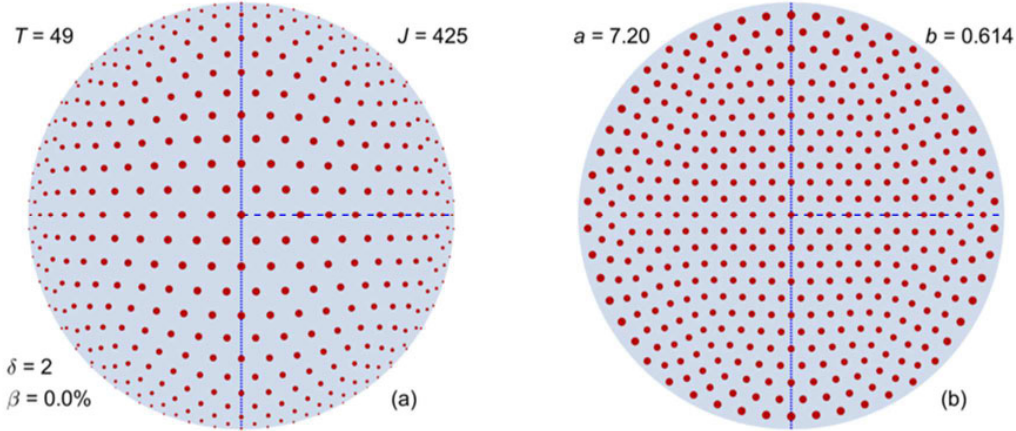 T = 49
J = 425
δ = 2
β = 0.0%
(a)
a = 7.20
b = 0.614
(b)